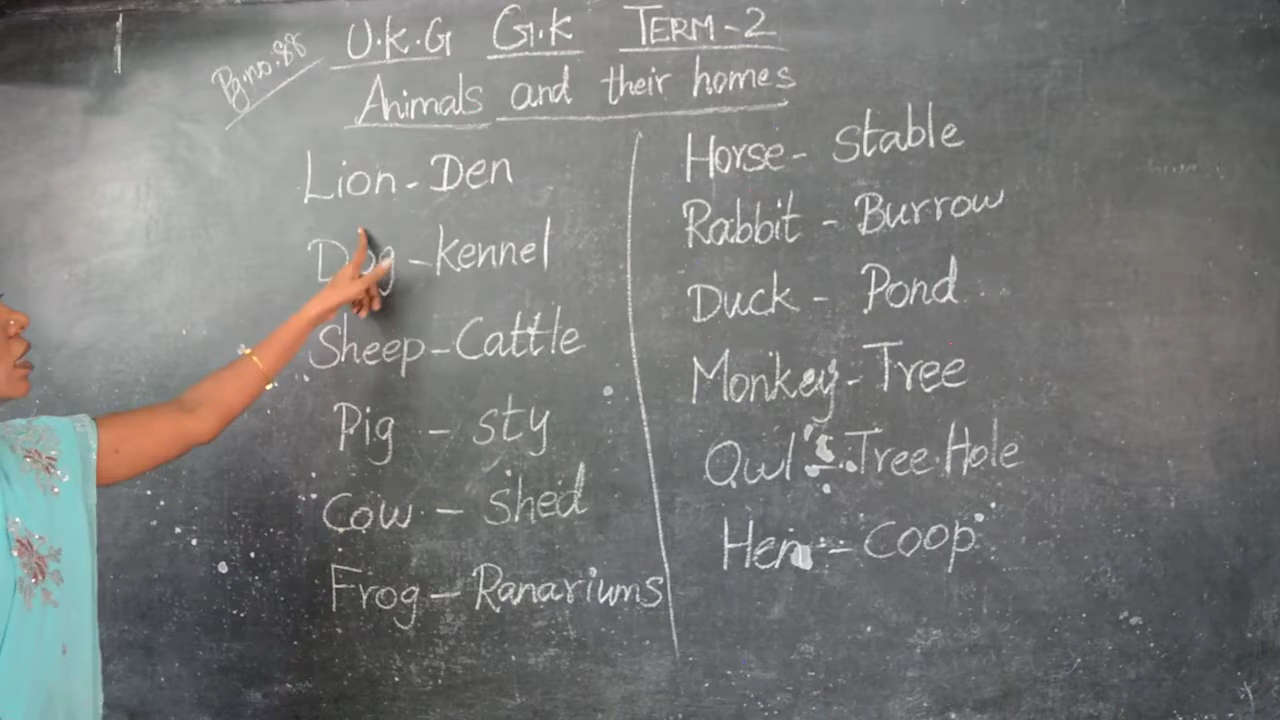 Pg.no:88
U.K.G G.K TERM-2
Animals and their homes
Lion - Den
Dog - kennel
Sheep - Cattle
Pig - sty
Cow - Shed
Frog - Ranariums
Horse - Stable
Rabbit - Burrow
Duck - Pond
Monkey - Tree
Owl - Tree Hole
Hen - Coop